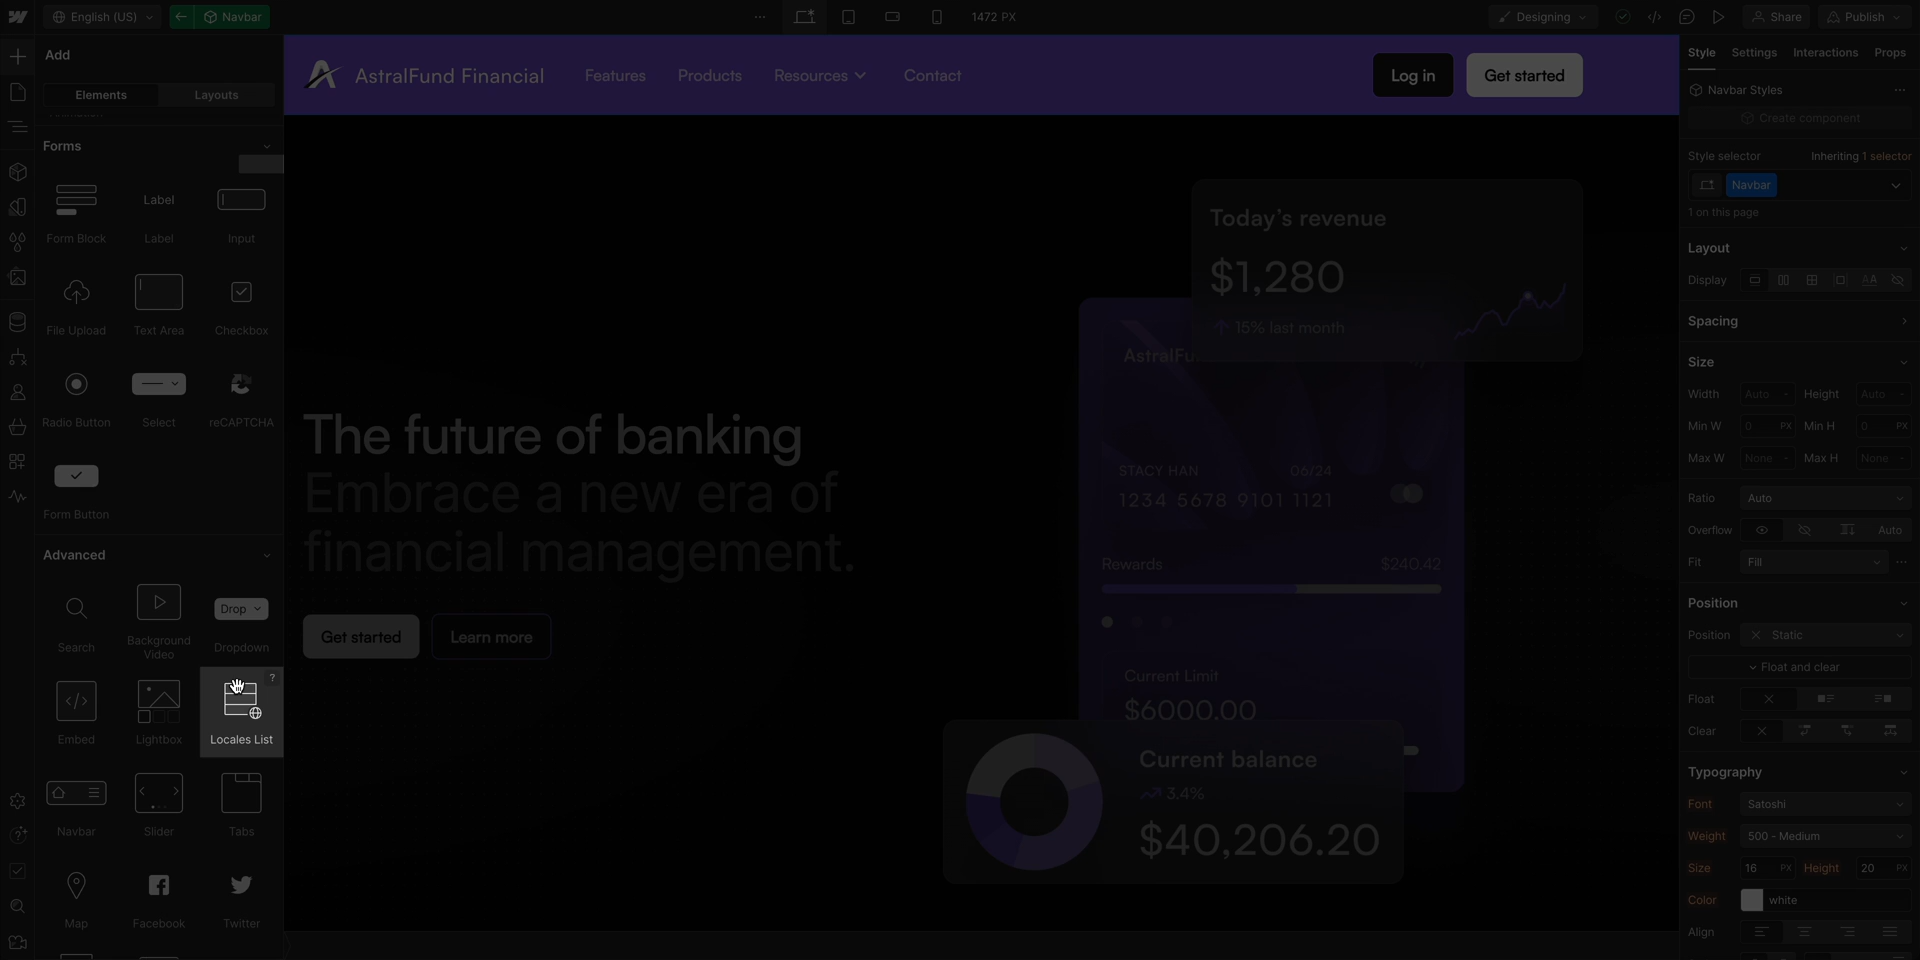 English (US)
Navbar
1472 PX
Designing
Share
Publish
Add
Elements
Layouts
Forms
Label
Form Block
Label
Input
File Upload
Text Area
Checkbox
Radio Button
Select
reCAPTCHA
Form Button
Advanced
Drop
Search
Background
Video
Dropdown
?
Embed
Lightbox
Locales List
Navbar
Slider
Tabs
Map
Facebook
Twitter
AstralFund Financial
Features
Products
Resources
Contact
Log in
Get started
The future of banking
Embrace a new era of
financial management.
Get started
Learn more
Today's revenue
$1,280
15% last month
AstralFu
STACY HAN
06/24
1234 5678 9101 1121
Rewards
$240.42
Current Limit
$6000.00
Current balance
3.4%
$40,206.20
Style
Settings
Interactions
Props
Navbar Styles
Create component
Style selector
Inheriting 1 selector
Navbar
1 on this page
Layout
Display
Spacing
Size
Width
Auto
-
Height
Auto
-
Min W
0
PX
Min H
0
PX
Max W
None
-
Max H
None
-
Ratio
Auto
Overflow
Auto
Fit
Fill
Position
Position
Static
Float and clear
Float
Clear
Typography
Font
Satoshi
Weight
500 - Medium
Size
16
PX
Height
20
PX
Color
white
Align